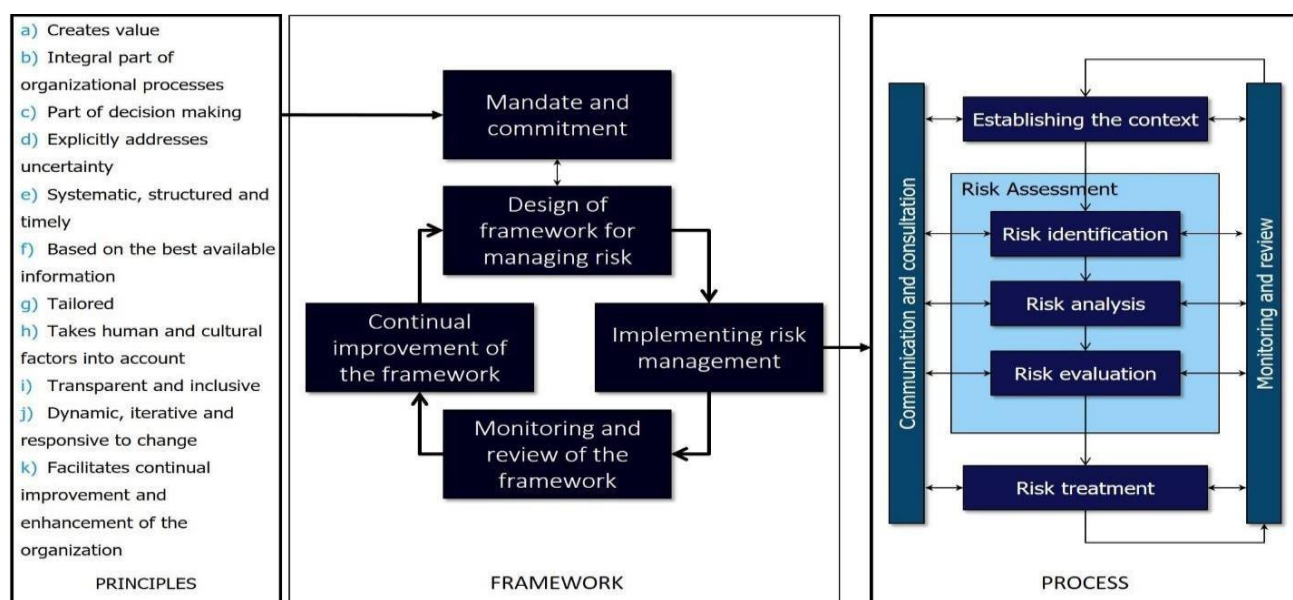 a) Creates value
b) Integral part of
organizational processes
c) Part of decision making
d) Explicitly addresses
uncertainty
e) Systematic, structured and
timely
f) Based on the best available
information
g) Tailored
h) Takes human and cultural
factors into account
i) Transparent and inclusive
j) Dynamic, iterative and
responsive to change
k) Facilitates continual
improvement and
enhancement of the
organization
PRINCIPLES
Mandate and
commitment
Design of
framework for
managing risk
Continual
improvement of
the framework
Implementing risk
management
Monitoring and
review of the
framework
FRAMEWORK
Communication and consultation
Establishing the context
Risk Assessment
Risk identification
Risk analysis
Risk evaluation
Risk treatment
Monitoring and review
PROCESS